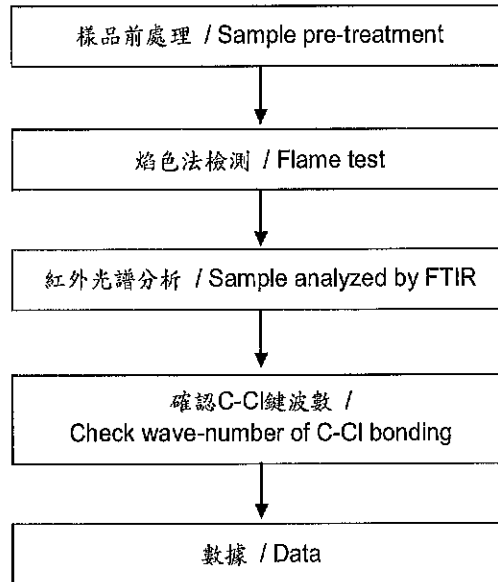 樣品前處理 / Sample pre-treatment
焰色法檢測 / Flame test
紅外光譜分析 / Sample analyzed by FTIR
確認C-Cl鍵波數 /
Check wave-number of C-Cl bonding
數據 / Data